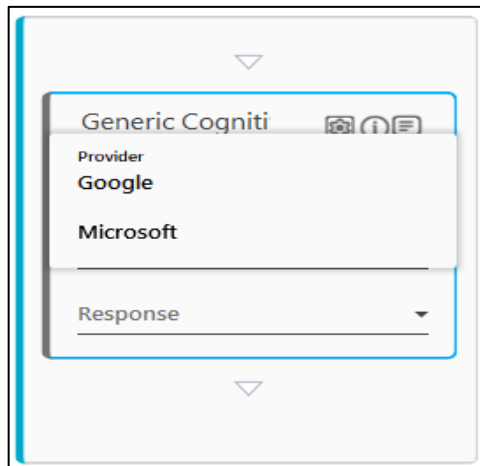 Generic Cogniti
Provider
Google
Microsoft
Response